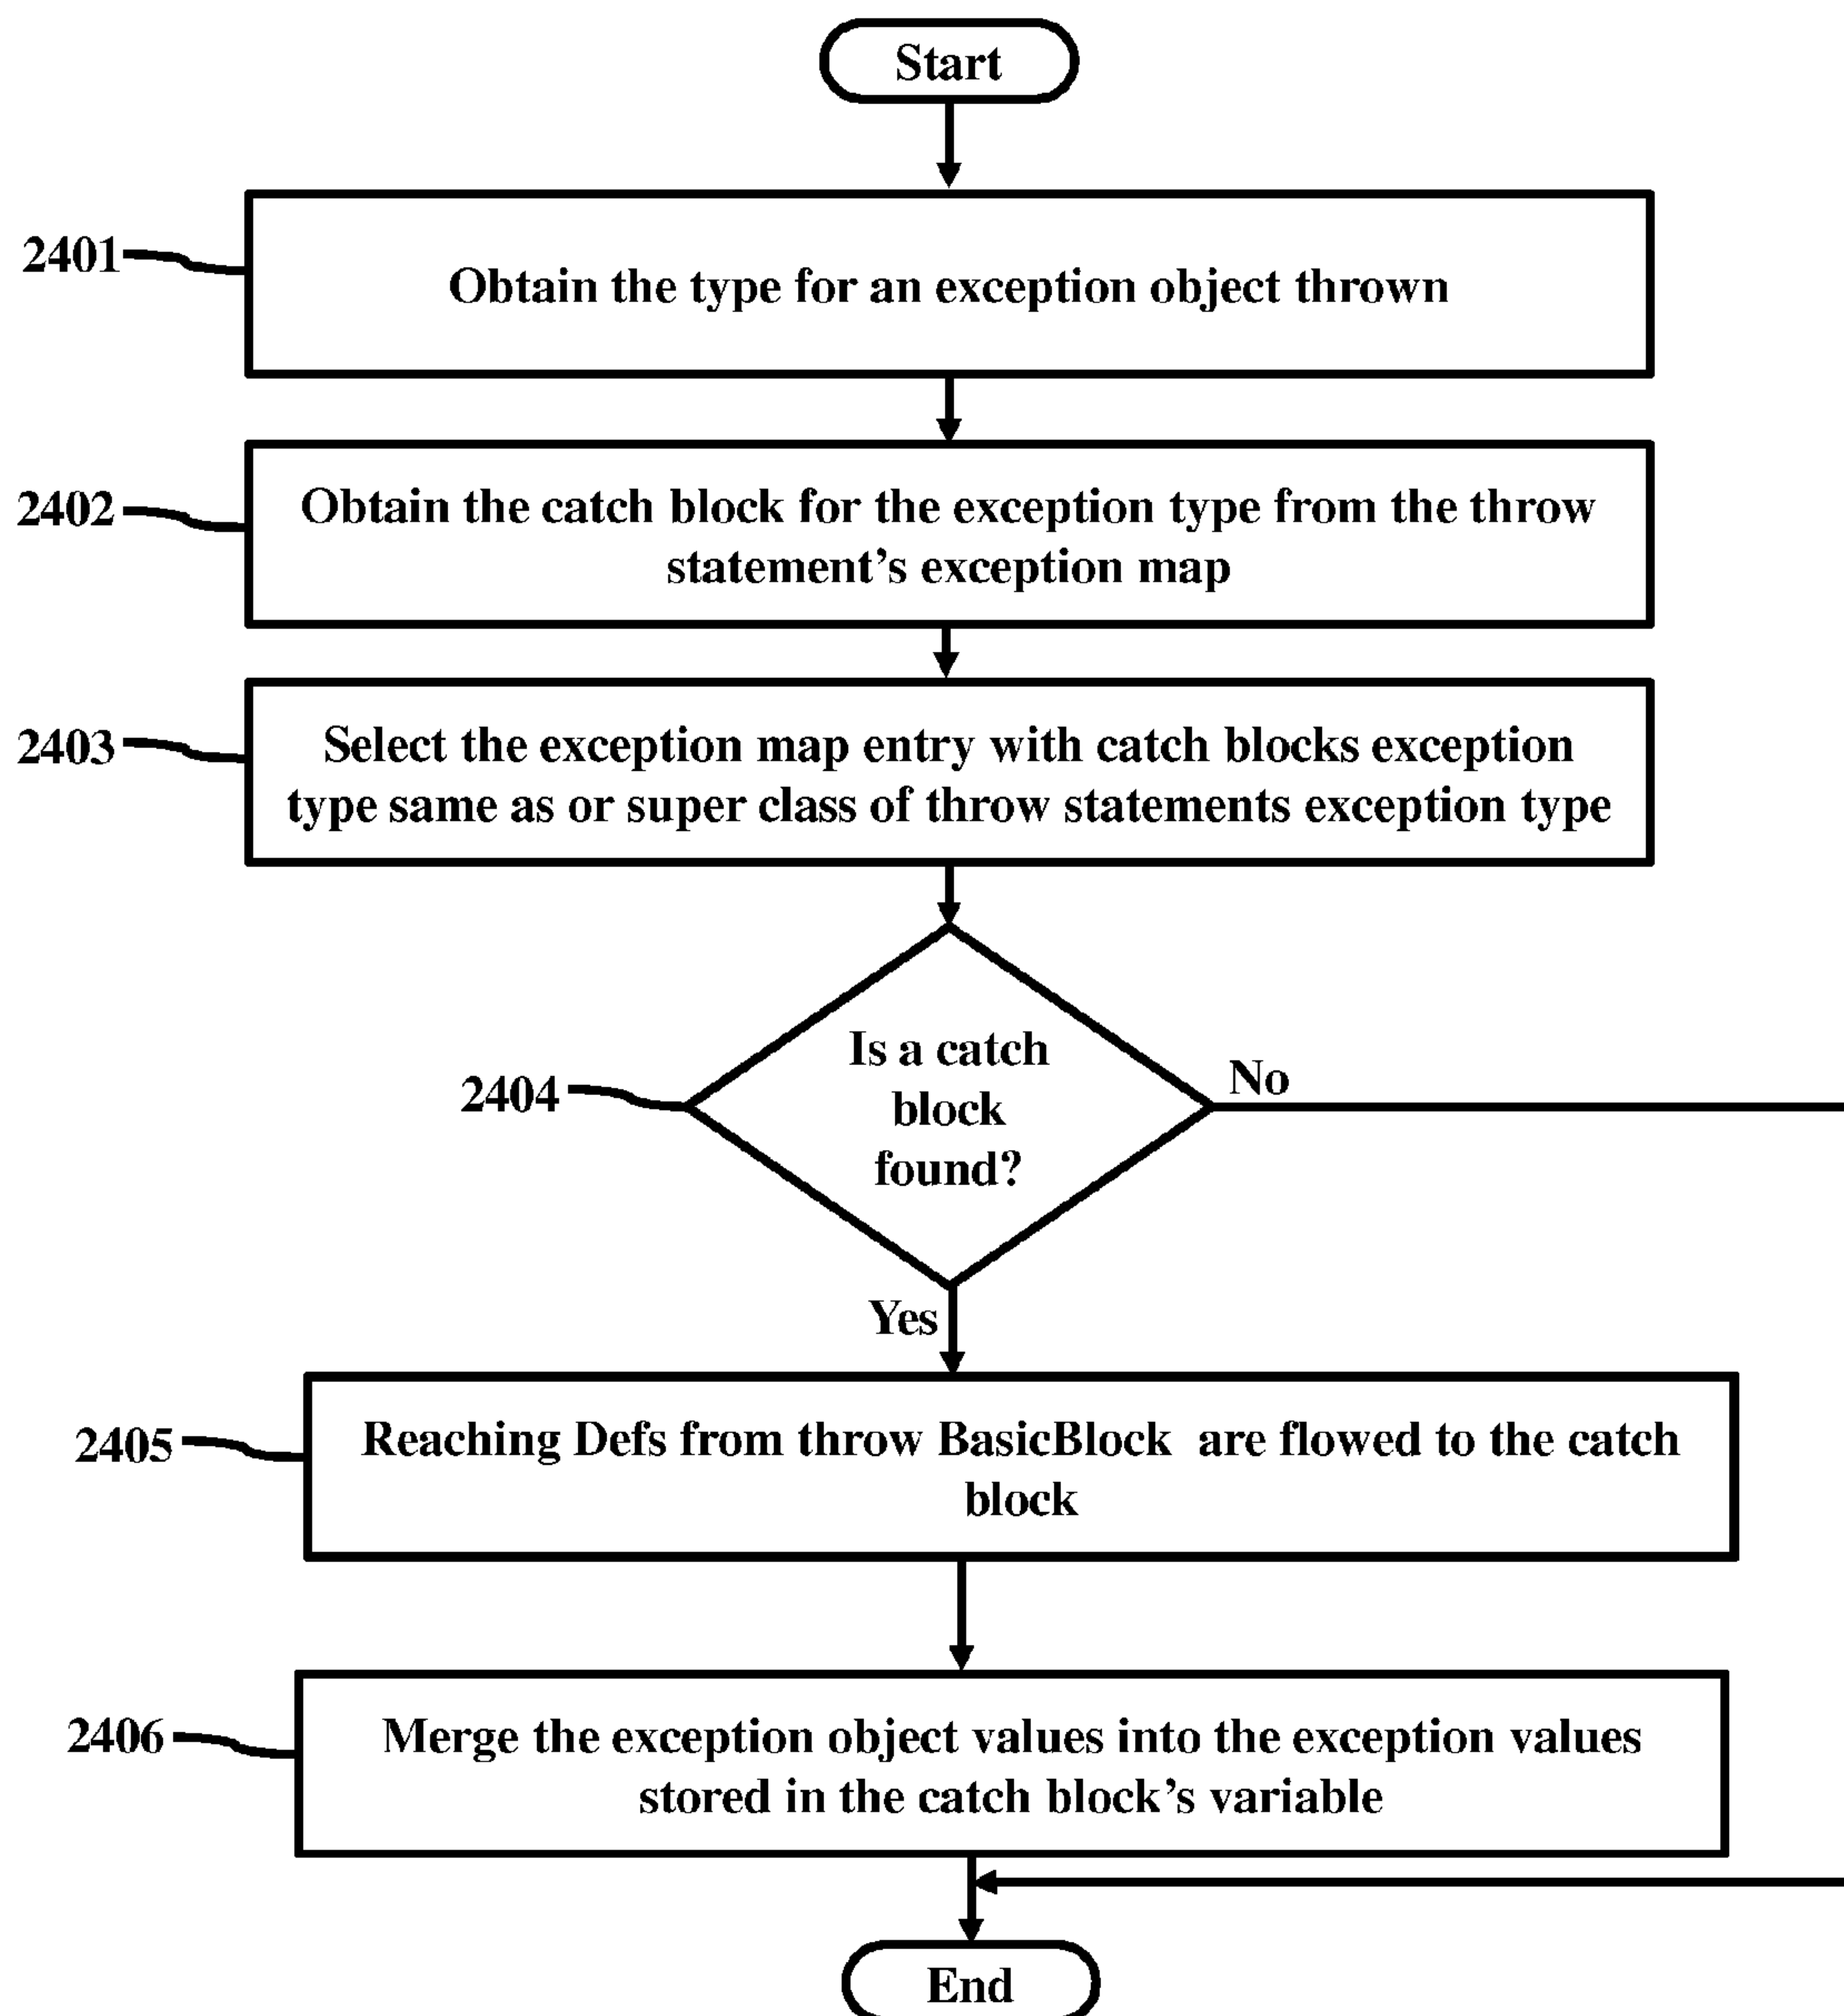 Start
2401
Obtain the type for an exception object thrown
2402
Obtain the catch block for the exception type from the throw
statement’s exception map
2403
Select the exception map entry with catch blocks exception
type same as or super class of throw statements exception type
2404
Is a catch
block
found?
No
Yes
2405
Reaching Defs from throw BasicBlock are flowed to the catch
block
2406
Merge the exception object values into the exception values
stored in the catch block’s variable
End